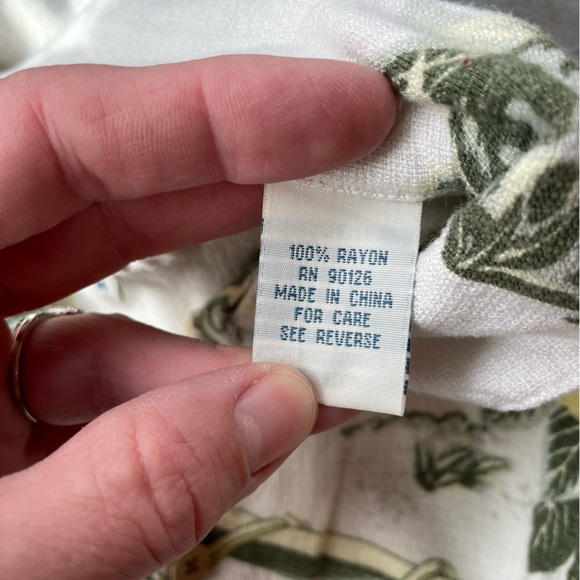 100% RAYON
RN 90126
MADE IN CHINA
FOR CARE
SEE REVERSE